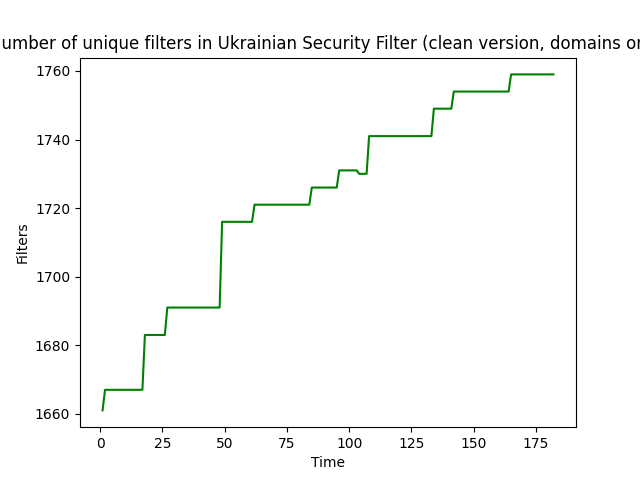 umber of unique filters in Ukrainian Security Filter (clean version, domains or
1760
1740
1720
1700
1680
1660
Filters
0 25 50 75 100 125 150 175
Time